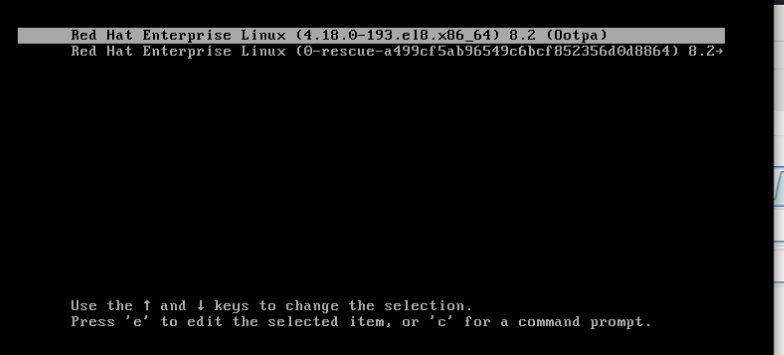 Red Hat Enterprise Linux (4.18.0-193.el8.x86_64) 8.2 (Ootpa)
Red Hat Enterprise Linux (0-rescue-a499cf5ab96549c6bcf852356d0d8864) 8.2→
Use the ↑ and ↓ keys to change the selection.
Press 'e' to edit the selected item, or 'c' for a command prompt.